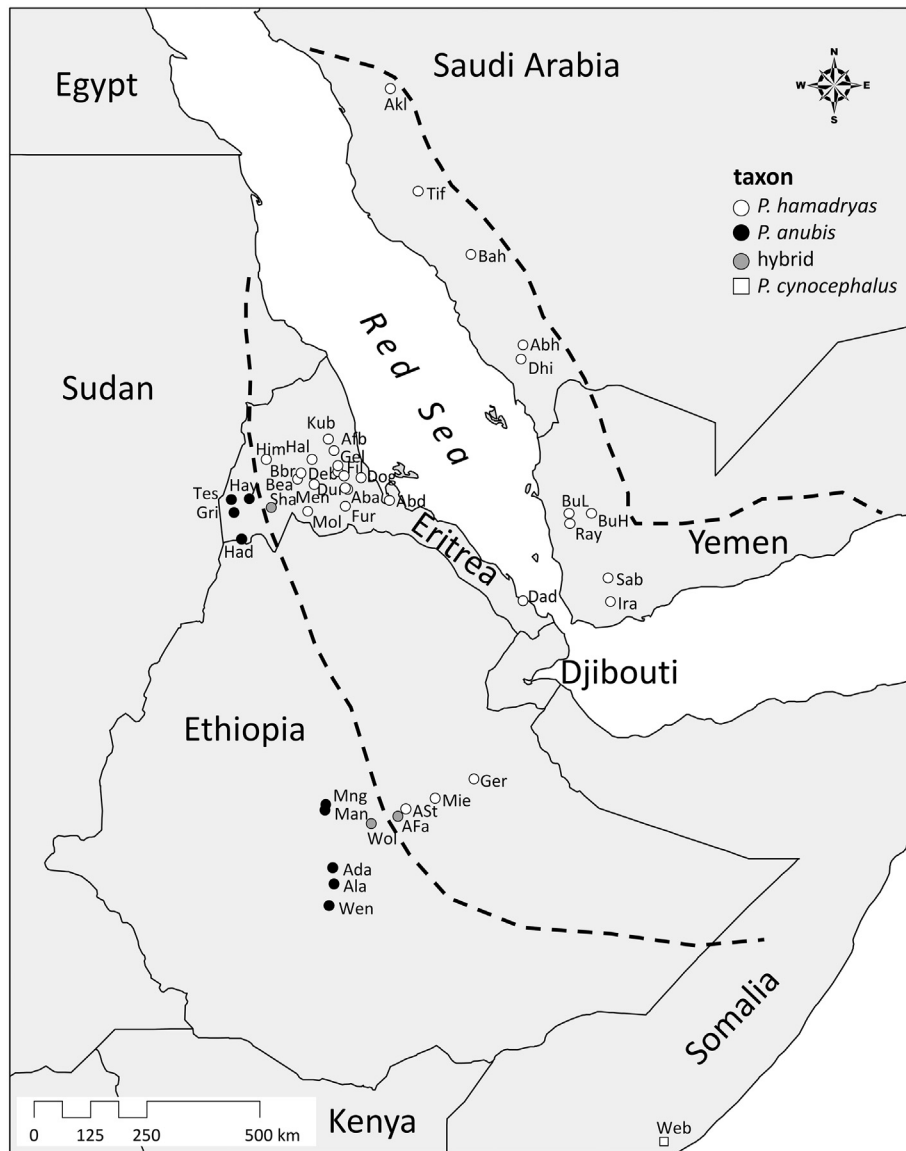 Egypt
Saudi Arabia
N
W E
S
Akl
taxon
P. hamadryas
P. anubis
hybrid
P. cynocephalus
Tif
Bah
Red Sea
Abh
Dhi
Sudan
Kub
Afb
Him Hal Gel
Bbr Deb Fil Dog
Tes Hay Bea Dur
Gri Sha Men Aba Abd
Mol Fur
Had
Eritrea
BuL
BuH
Ray
Yemen
Sab
Dad
Ira
Djibouti
Ethiopia
Ger
Mng
Mie
Man ASt
Wol AFa
Ada
Ala
Wen
Somalia
Kenya
Web
0 125 250 500 km